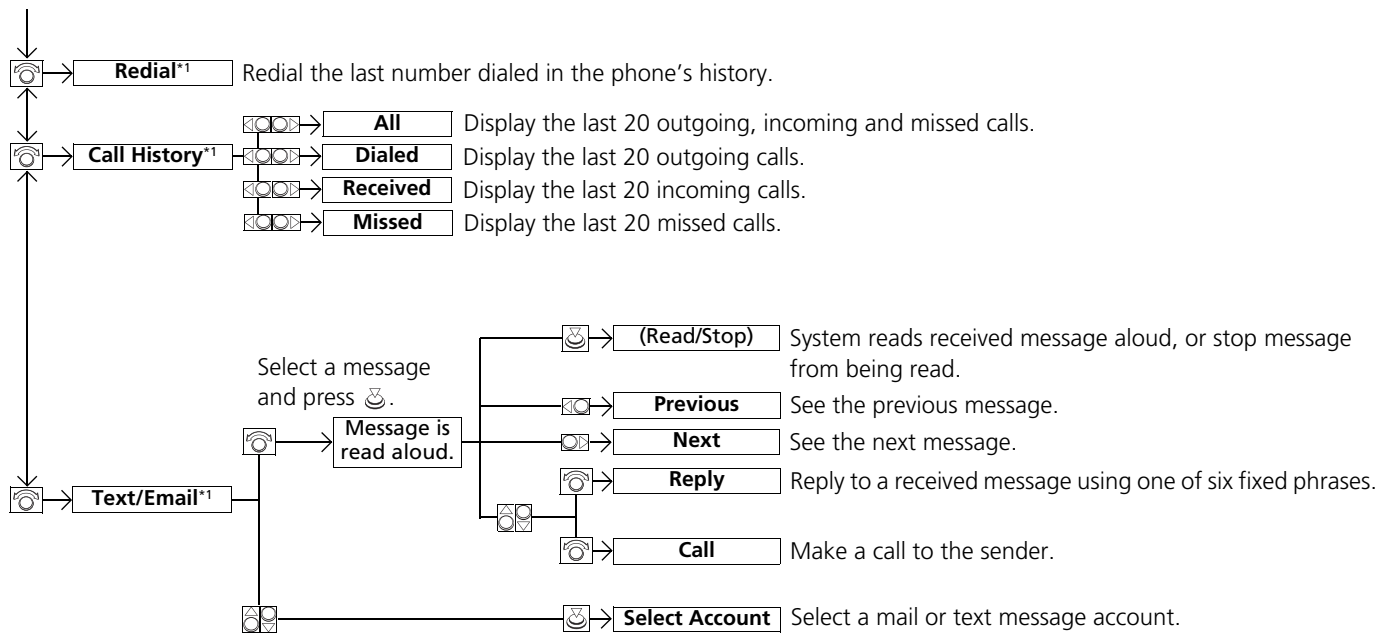 Redial*1 Redial the last number dialed in the phone's history.
All Display the last 20 outgoing, incoming and missed calls.
Call History*1 Dialed Display the last 20 outgoing calls.
Received Display the last 20 incoming calls.
Missed Display the last 20 missed calls.
(Read/Stop) System reads received message aloud, or stop message
from being read.
Select a message
and press .
Previous See the previous message.
Message is
read aloud.
Next See the next message.
Reply Reply to a received message using one of six fixed phrases.
Text/Email*1
Call Make a call to the sender.
Select Account Select a mail or text message account.